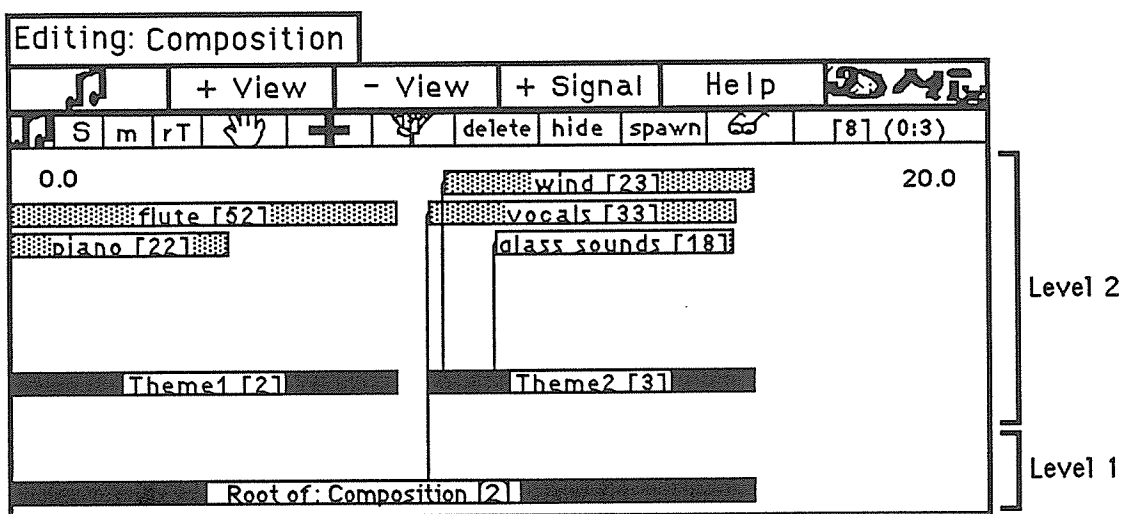 Editing: Composition
+ View - View + Signal Help
S m rT delete hide spawn [8] (0:3)
0.0 wind [23] 20.0
flute [52] vocals [33]
piano [22] glass sounds [18]
Level 2
Theme1 [2] Theme2 [3]
Level 1
Root of: Composition [2]